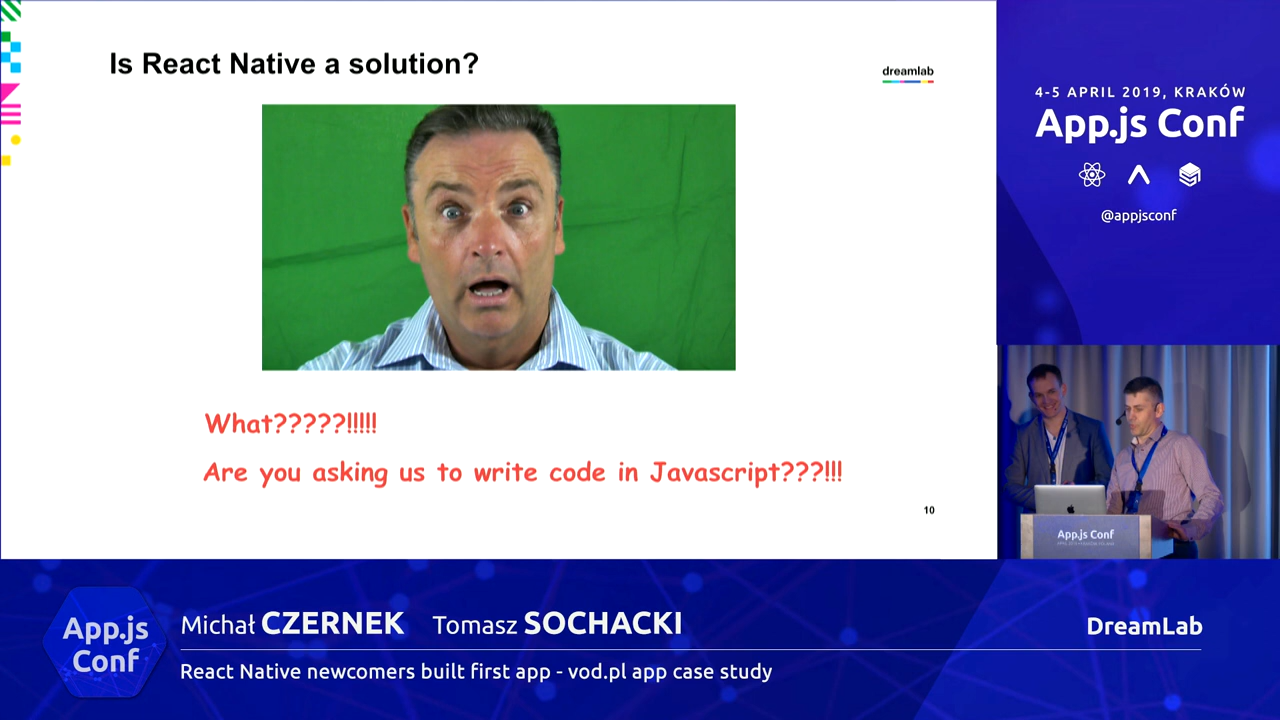 Is React Native a solution?
dreamlab
What?????!!!!!
Are you asking us to write code in Javascript???!!!
10
4-5 APRIL 2019, KRAKÓW
App.js Conf
@appjsconf
App.js Conf
App.js
Conf
Michał CZERNEK Tomasz SOCHACKI
DreamLab
React Native newcomers built first app - vod.pl app case study